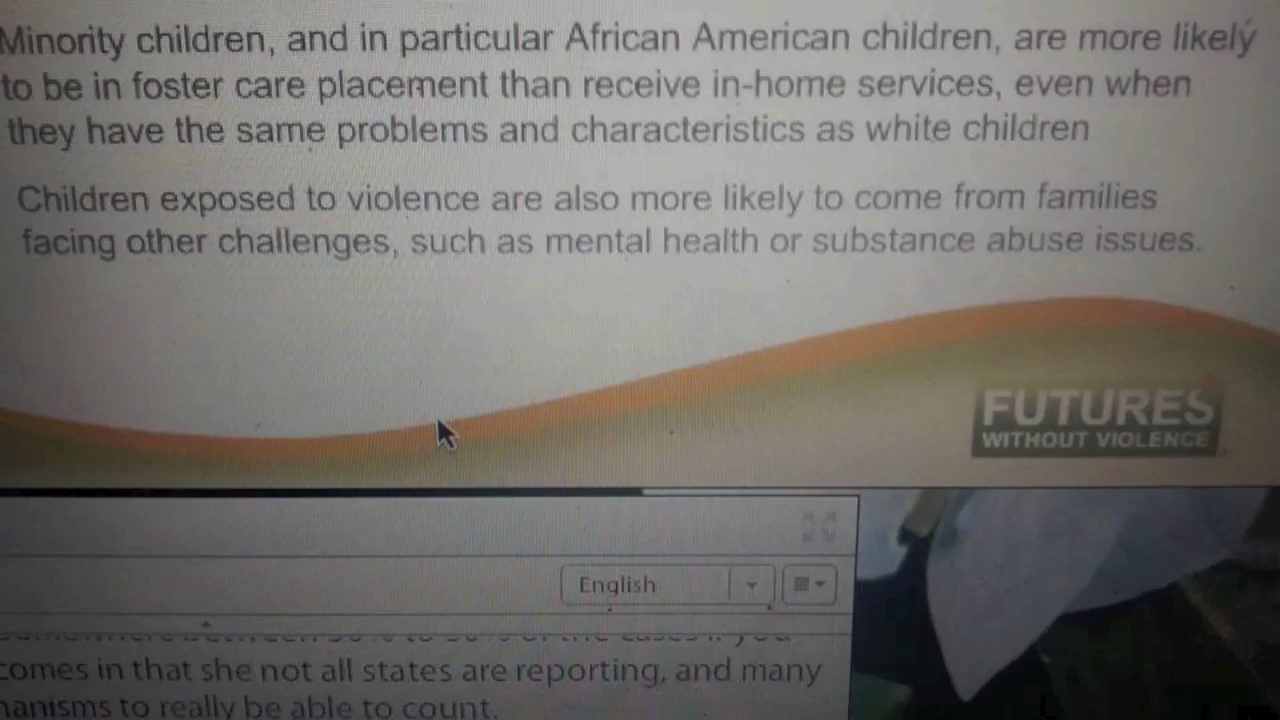 Minority children, and in particular African American children, are more likely
to be in foster care placement than receive in-home services, even when
they have the same problems and characteristics as white children
Children exposed to violence are also more likely to come from families
facing other challenges, such as mental health or substance abuse issues.
FUTURES
WITHOUT VIOLENCE
English
comes in that she not all states are reporting, and many
to really be able to count.